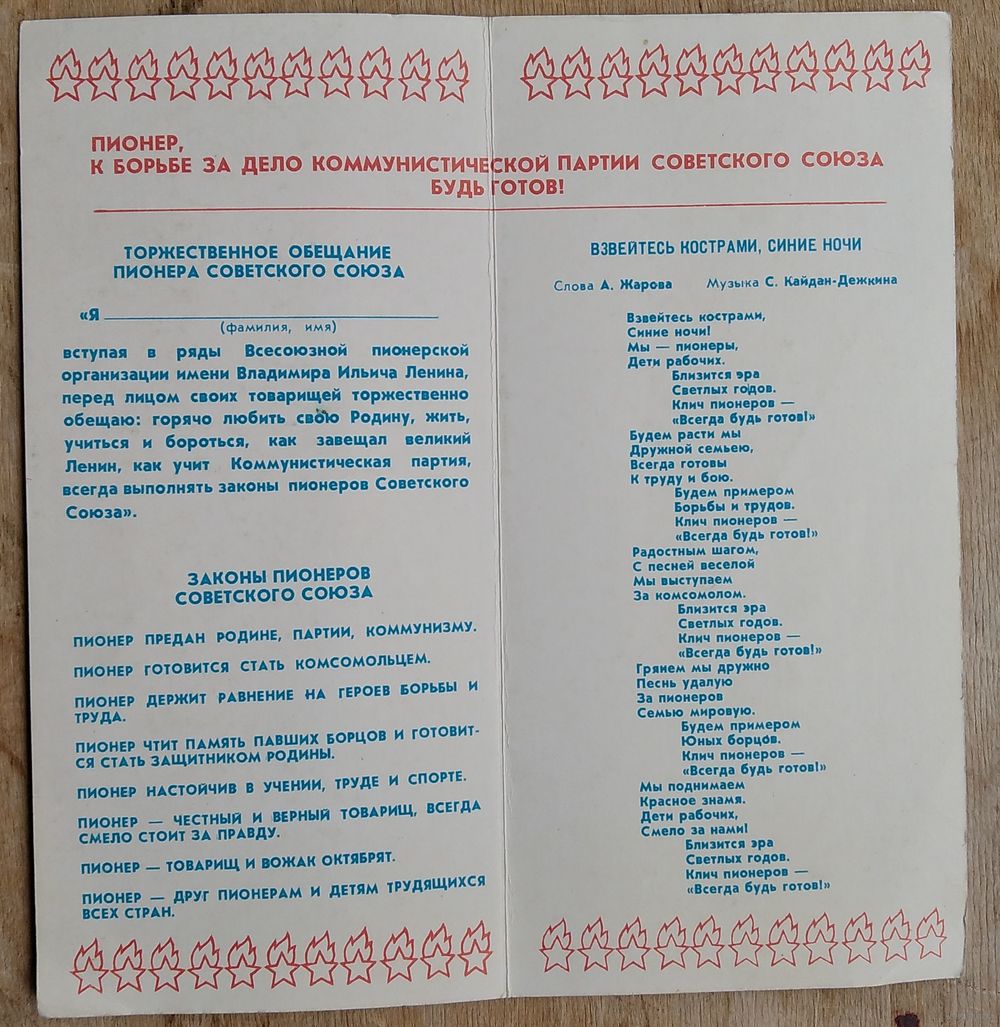 ПИОНЕР,
К БОРЬБЕ ЗА ДЕЛО КОММУНИСТИЧЕСКОЙ ПАРТИИ СОВЕТСКОГО СОЮЗА
БУДЬ ГОТОВ!
ТОРЖЕСТВЕННОЕ ОБЕЩАНИЕ
ПИОНЕРА СОВЕТСКОГО СОЮЗА
«Я
(фамилия, имя)
вступая в ряды Всесоюзной пионерской
организации имени Владимира Ильича Ленина,
перед лицом своих товарищей торжественно
обещаю: горячо любить свою Родину, жить,
учиться и бороться, как завещал великий
Ленин, как учит Коммунистическая партия,
всегда выполнять законы пионеров Советского
Союза».
ЗАКОНЫ ПИОНЕРОВ
СОВЕТСКОГО СОЮЗА
ПИОНЕР ПРЕДАН РОДИНЕ, ПАРТИИ, КОММУНИЗМУ.
ПИОНЕР ГОТОВИТСЯ СТАТЬ КОМСОМОЛЬЦЕМ.
ПИОНЕР ДЕРЖИТ РАВНЕНИЕ НА ГЕРОЕВ БОРЬБЫ И
ТРУДА.
ПИОНЕР ЧТИТ ПАМЯТЬ ПАВШИХ БОРЦОВ И ГОТОВИТ-
СЯ СТАТЬ ЗАЩИТНИКОМ РОДИНЫ.
ПИОНЕР НАСТОЙЧИВ В УЧЕНИИ, ТРУДЕ И СПОРТЕ.
ПИОНЕР — ЧЕСТНЫЙ И ВЕРНЫЙ ТОВАРИЩ, ВСЕГДА
СМЕЛО СТОИТ ЗА ПРАВДУ.
ПИОНЕР — ТОВАРИЩ И ВОЖАК ОКТЯБРЯТ.
ПИОНЕР — ДРУГ ПИОНЕРАМ И ДЕТЯМ ТРУДЯЩИХСЯ
ВСЕХ СТРАН.
ВЗВЕЙТЕСЬ КОСТРАМИ, СИНИЕ НОЧИ
Слова А. Жарова Музыка С. Кайдан-Дежкина
Взвейтесь кострами,
Синие ночи!
Мы — пионеры,
Дети рабочих.
Близится эра
Светлых годов.
Клич пионеров —
«Всегда будь готов!»
Будем расти мы
Дружной семьею,
Всегда готовы
К труду и бою.
Будем примером
Борьбы и трудов.
Клич пионеров —
«Всегда будь готов!»
Радостным шагом,
С песней веселой
Мы выступаем
За комсомолом.
Близится эра
Светлых годов.
Клич пионеров —
«Всегда будь готов!»
Грянем мы дружно
Песнь удалую
За пионеров
Семью мировую.
Будем примером
Юных борцов.
Клич пионеров —
«Всегда будь готов!»
Мы поднимаем
Красное знамя.
Дети рабочих,
Смело за нами!
Близится эра
Светлых годов.
Клич пионеров —
«Всегда будь готов!»